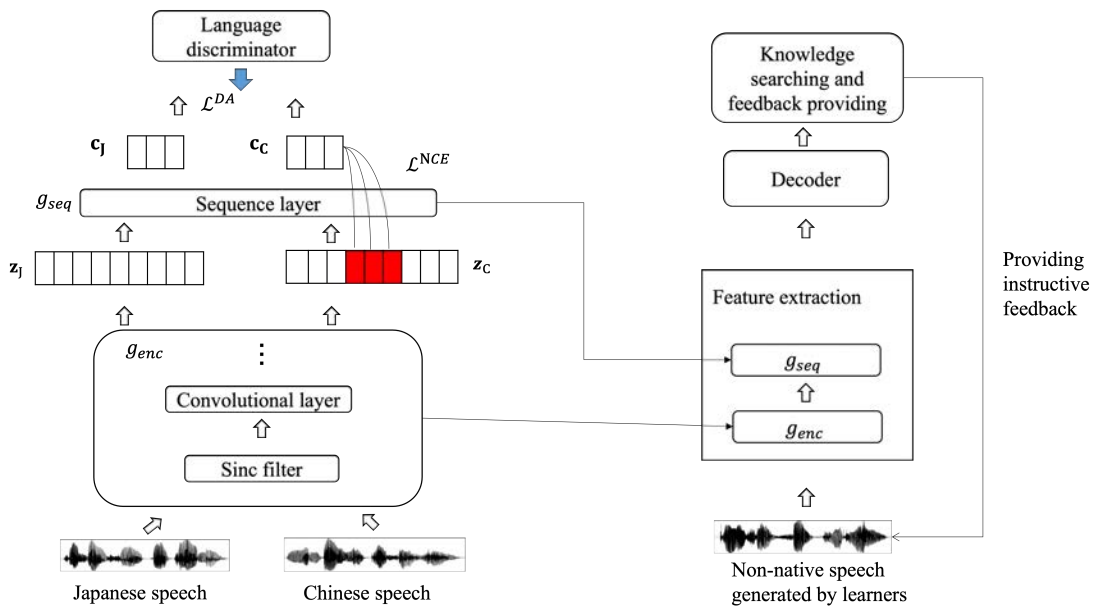 Language
discriminator
ℒ^DA
c_J
c_C
ℒ^NCE
g_seq
Sequence layer
z_J
z_C
g_enc
⋮
Convolutional layer
Sinc filter
Japanese speech
Chinese speech
Knowledge
searching and
feedback providing
Decoder
Feature extraction
g_seq
g_enc
Non-native speech
generated by learners
Providing
instructive
feedback